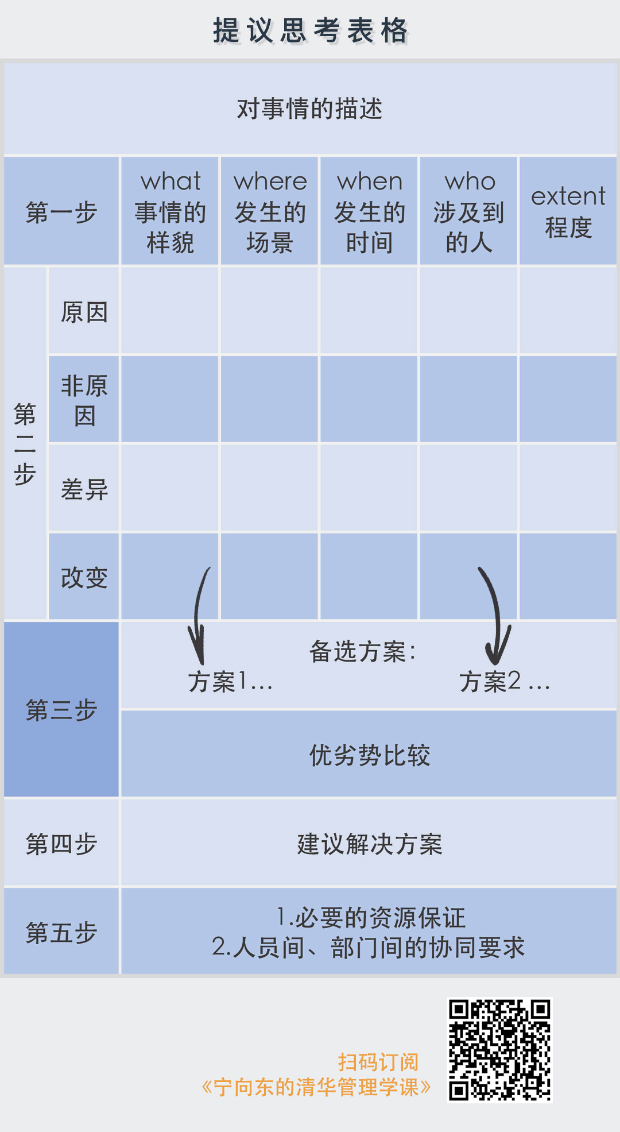 提议思考表格
对事情的描述
第一步
what
事情的
样貌
where
发生的
场景
when
发生的
时间
who
涉及到
的人
extent
程度
第二步
原因
非原
因
差异
改变
第三步
备选方案:
方案1...
方案2 ...
优劣势比较
第四步
建议解决方案
第五步
1.必要的资源保证
2.人员间、部门间的协同要求
扫码订阅
《宁向东的清华管理学课》